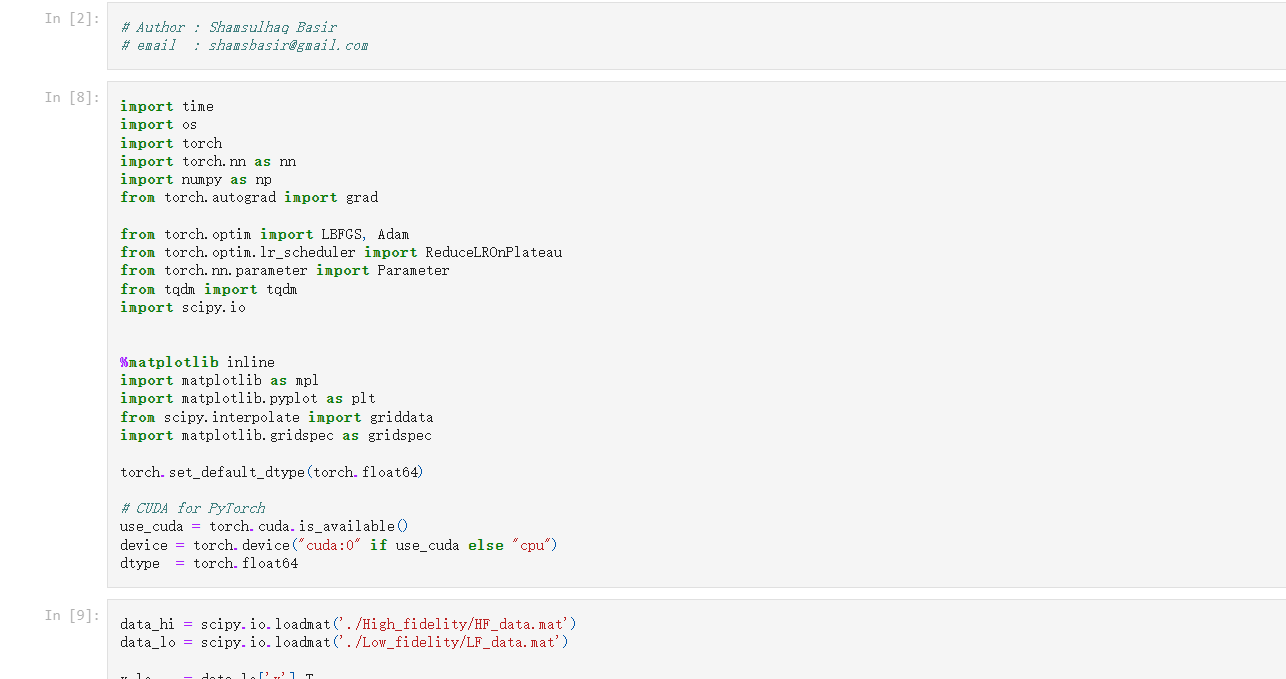 In [2]:
# Author : Shamsulhaq Basir
# email  : shamsbasir@gmail.com
In [8]:
import time
import os
import torch
import torch.nn as nn
import numpy as np
from torch.autograd import grad
from torch.optim import LBFGS, Adam
from torch.optim.lr_scheduler import ReduceLROnPlateau
from torch.nn.parameter import Parameter
from tqdm import tqdm
import scipy.io
%matplotlib inline
import matplotlib as mpl
import matplotlib.pyplot as plt
from scipy.interpolate import griddata
import matplotlib.gridspec as gridspec
torch.set_default_dtype(torch.float64)
# CUDA for PyTorch
use_cuda = torch.cuda.is_available()
device = torch.device("cuda:0" if use_cuda else "cpu")
dtype  = torch.float64
In [9]:
data_hi = scipy.io.loadmat('./High_fidelity/HF_data.mat')
data_lo = scipy.io.loadmat('./Low_fidelity/LF_data.mat')